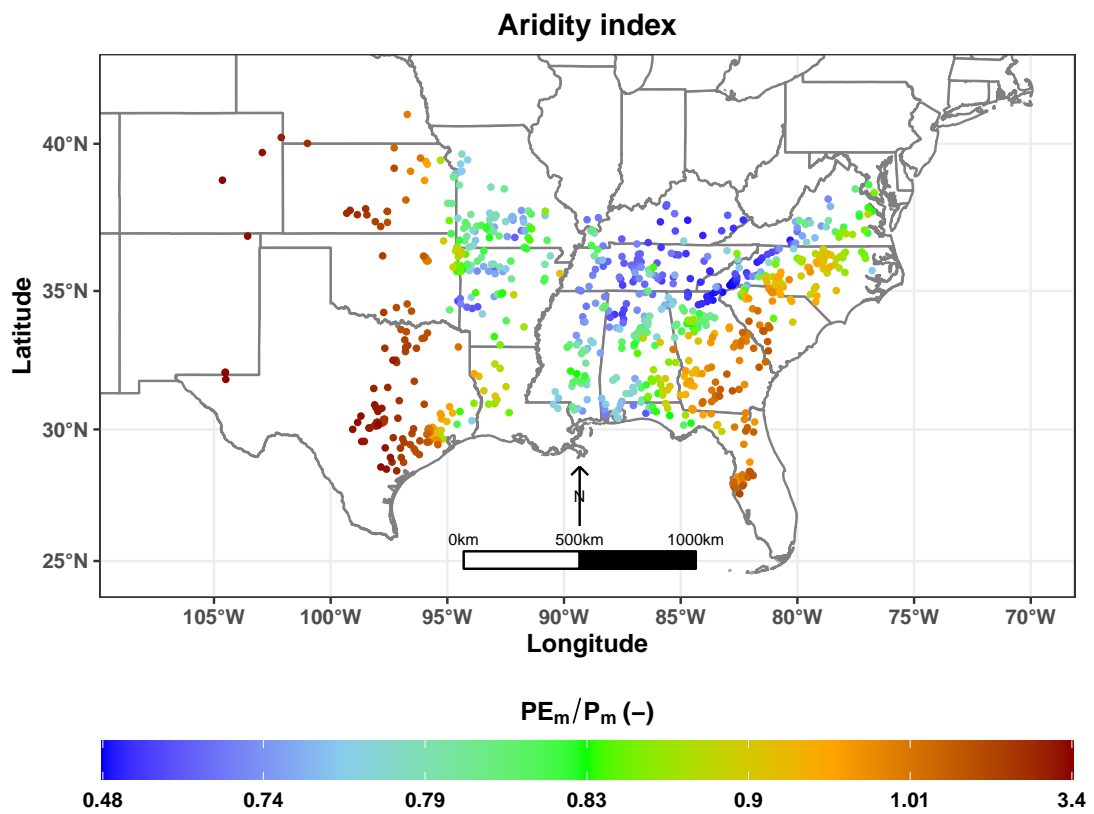 Aridity index
40°N
35°N
30°N
25°N
Latitude
N
0km 500km 1000km
105°W 100°W 95°W 90°W 85°W 80°W 75°W 70°W
Longitude
PEm/Pm (–)
0.48 0.74 0.79 0.83 0.9 1.01 3.4